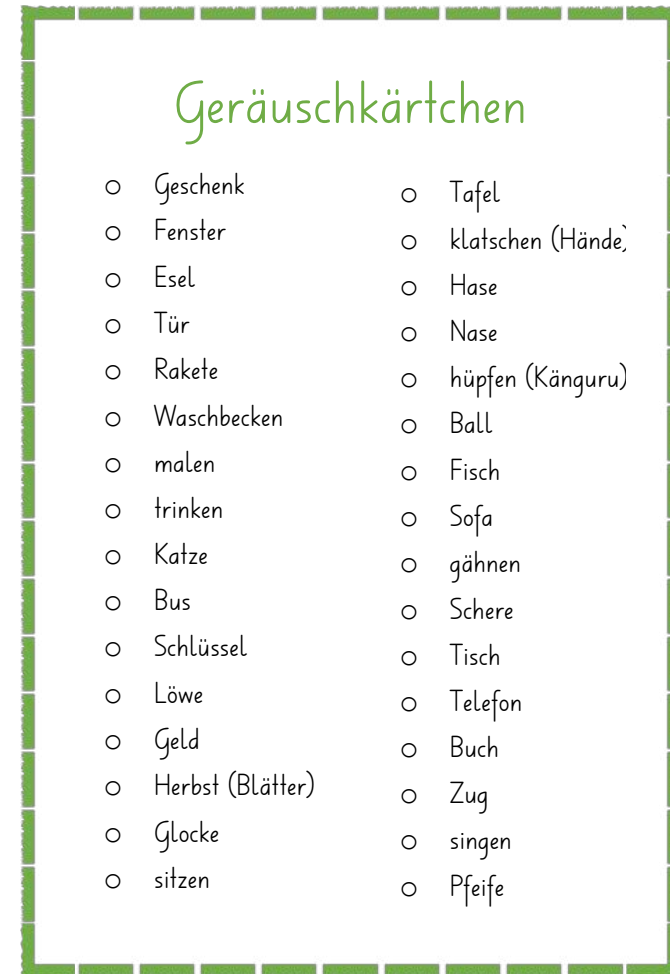 Geräuschkärtchen
Geschenk
Fenster
Esel
Tür
Rakete
Waschbecken
malen
trinken
Katze
Bus
Schlüssel
Löwe
Geld
Herbst (Blätter)
Glocke
sitzen
Tafel
klatschen (Hände)
Hase
Nase
hüpfen (Känguru)
Ball
Fisch
Sofa
gähnen
Schere
Tisch
Telefon
Buch
Zug
singen
Pfeife